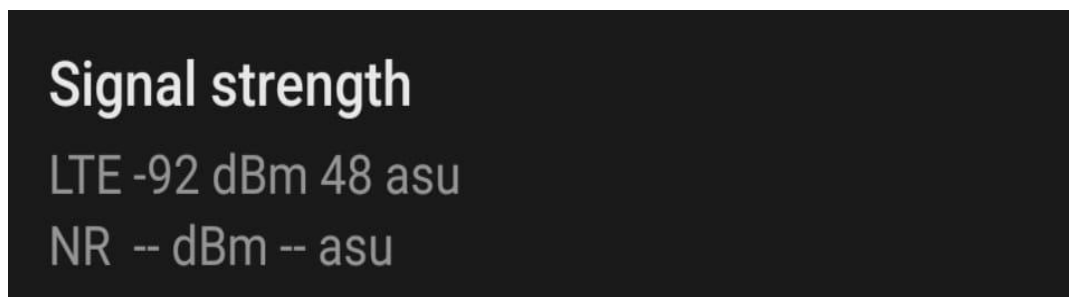 Signal strength
LTE -92 dBm 48 asu
NR -- dBm -- asu